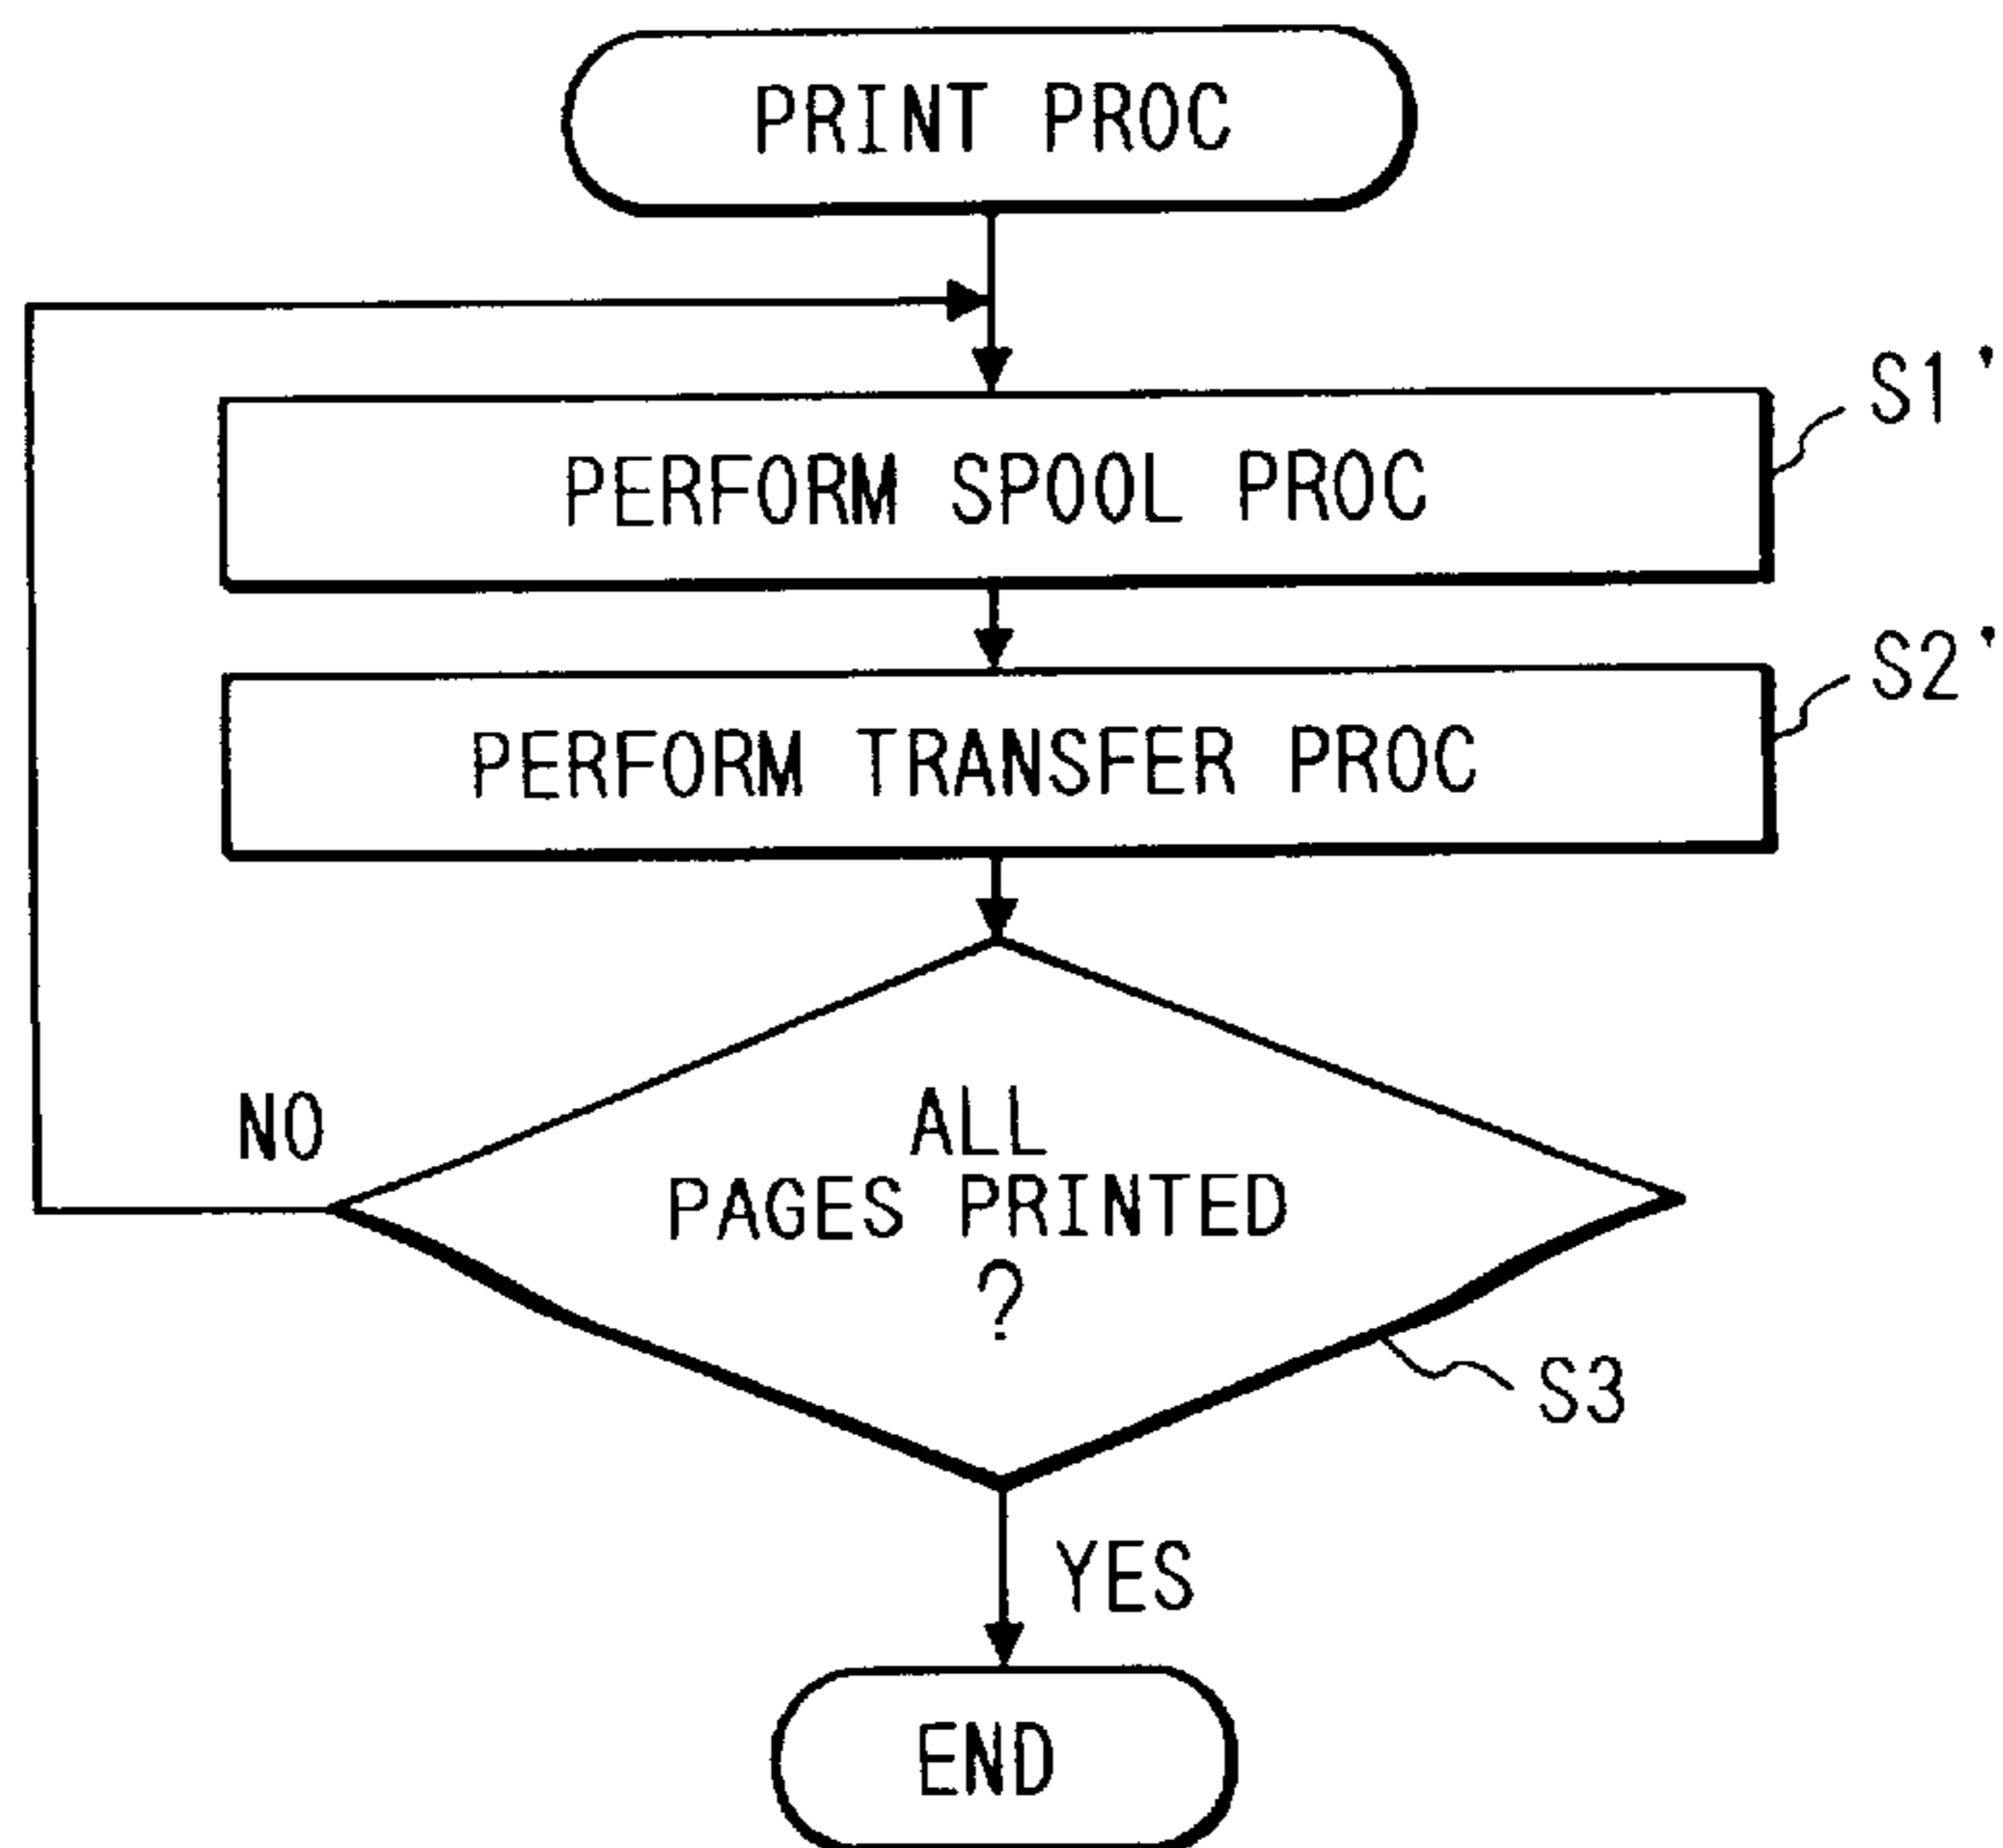 PRINT PROC
S1'
PERFORM SPOOL PROC
S2'
PERFORM TRANSFER PROC
NO
ALL
PAGES PRINTED
?
S3
YES
END